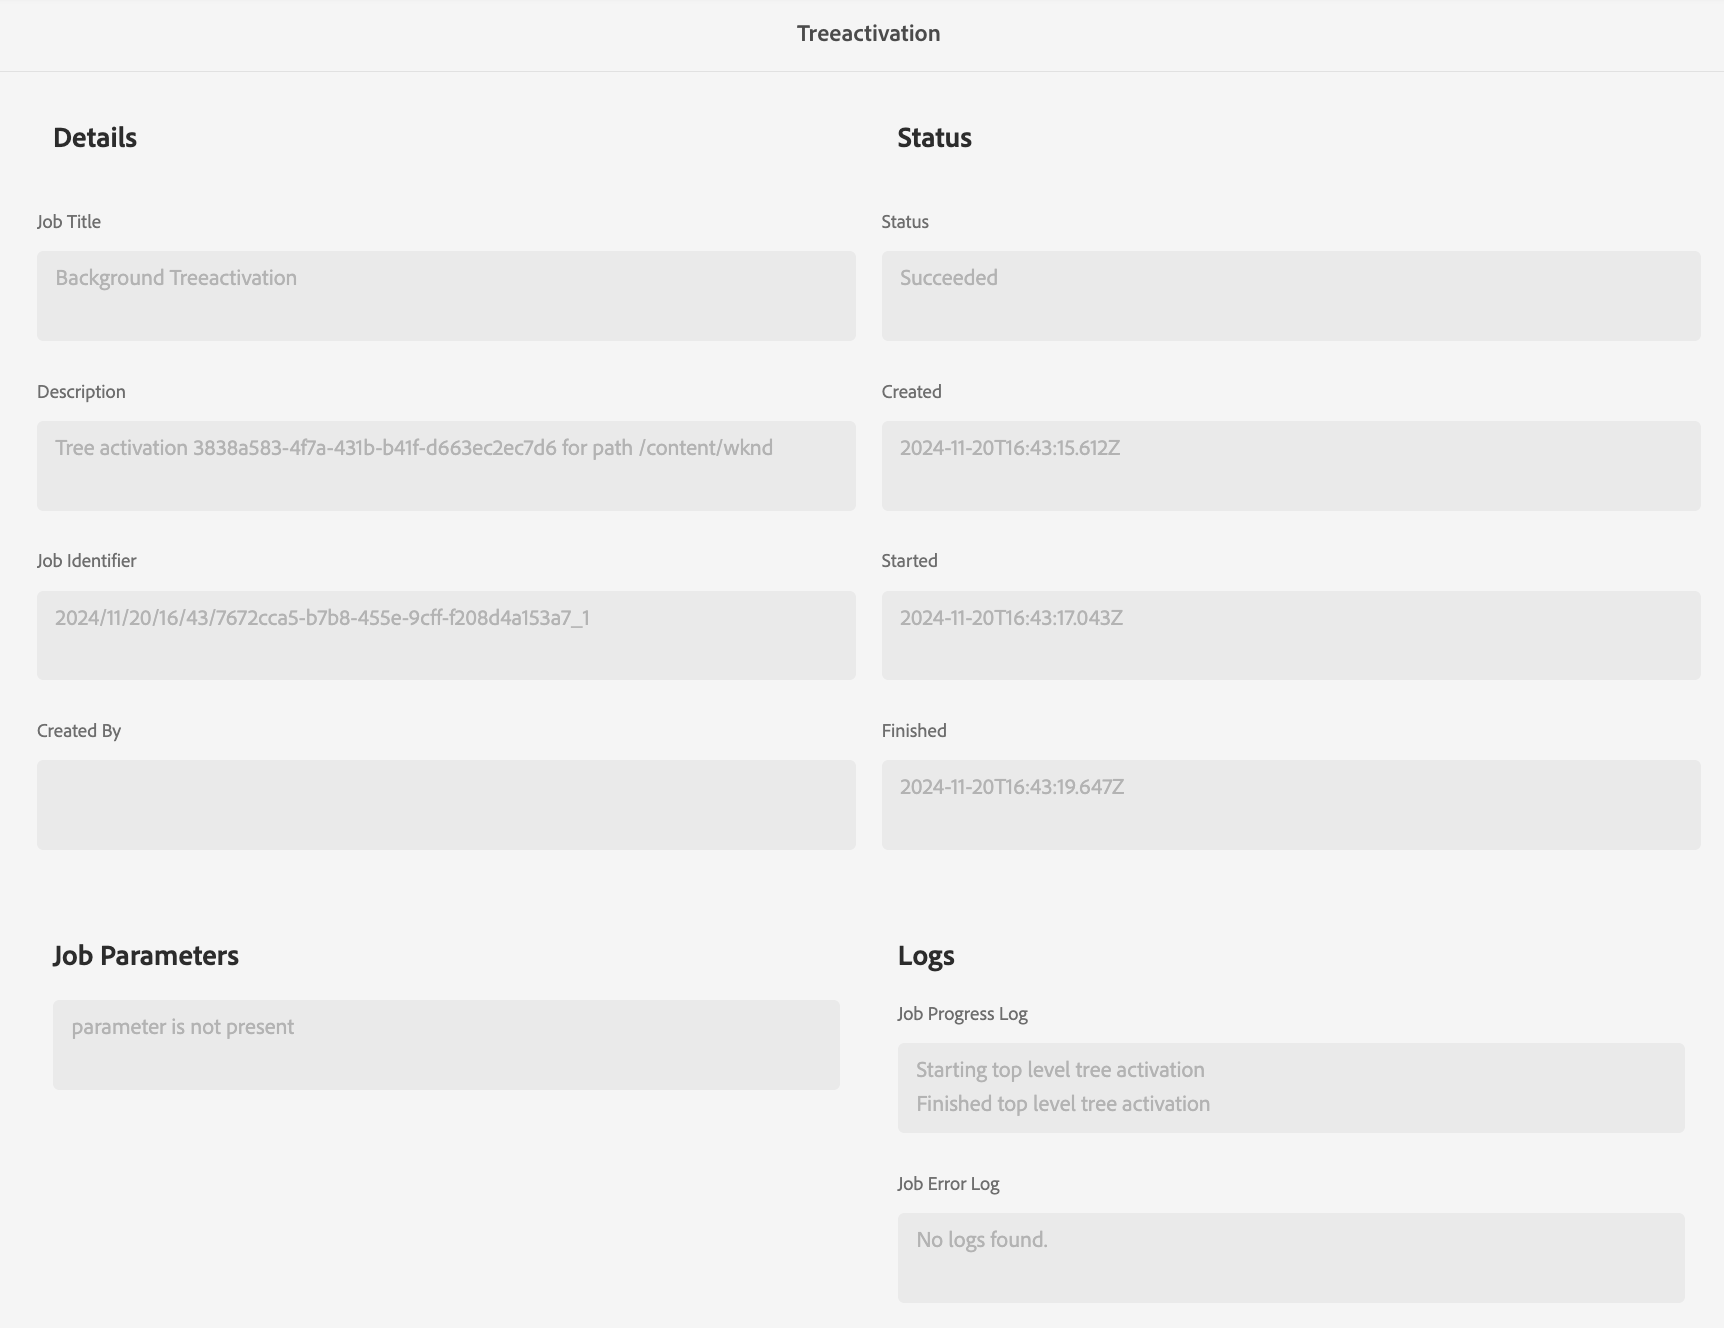 Treeactivation
Details
Job Title
Background Treeactivation
Description
Tree activation 3838a583-4f7a-431b-b41f-d663ec2ec7d6 for path /content/wknd
Job Identifier
2024/11/20/16/43/7672cca5-b7b8-455e-9cff-f208d4a153a7_1
Created By
Status
Status
Succeeded
Created
2024-11-20T16:43:15.612Z
Started
2024-11-20T16:43:17.043Z
Finished
2024-11-20T16:43:19.647Z
Job Parameters
parameter is not present
Logs
Job Progress Log
Starting top level tree activation
Finished top level tree activation
Job Error Log
No logs found.